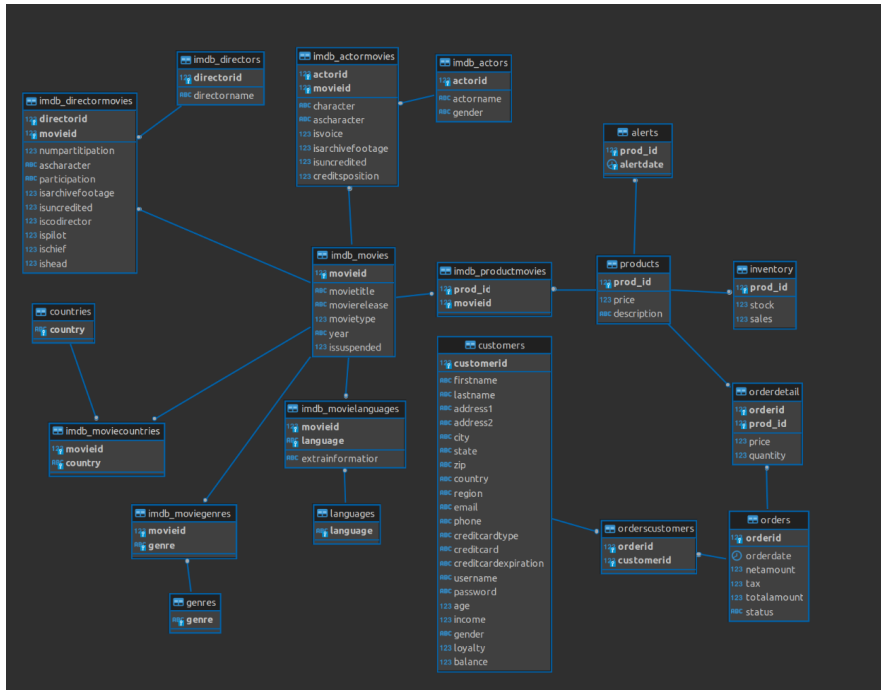 imdb_directors
directorid
directorname
imdb_actormovies
actorid
movieid
character
ascharacter
isvoice
isarchivefootage
isuncredited
creditsposition
imdb_actors
actorid
actorname
gender
imdb_directormovies
directorid
movieid
numpartitipation
ascharacter
participation
isarchivefootage
isuncredited
iscodirector
ispilot
ischief
ishead
alerts
prod_id
alertdate
imdb_movies
movieid
movietitle
movierelease
movietype
year
issuspended
imdb_productmovies
prod_id
movieid
products
prod_id
price
description
inventory
prod_id
stock
sales
countries
country
customers
customerid
firstname
lastname
address1
address2
city
state
zip
country
region
email
phone
creditcardtype
creditcard
creditcardexpiration
username
password
age
income
gender
loyalty
balance
orderdetail
orderid
prod_id
price
quantity
imdb_movielanguages
movieid
language
extrainformatior
imdb_moviecountries
movieid
country
imdb_moviegenres
movieid
genre
languages
language
orderscustomers
orderid
customerid
orders
orderid
orderdate
netamount
tax
totalamount
status
genres
genre